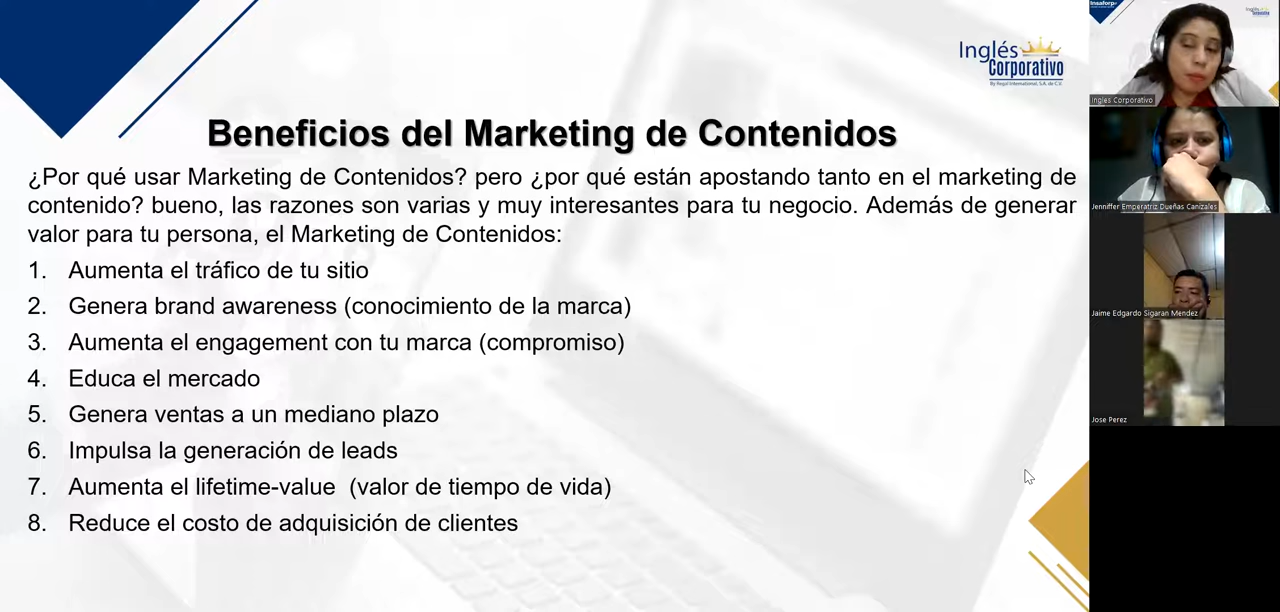 Inglés
Corporativo
By Regal International, S.A. de C.V.
Beneficios del Marketing de Contenidos
¿Por qué usar Marketing de Contenidos? pero ¿por qué están apostando tanto en el marketing de
contenido? bueno, las razones son varias y muy interesantes para tu negocio. Además de generar
valor para tu persona, el Marketing de Contenidos:
1. Aumenta el tráfico de tu sitio
2. Genera brand awareness (conocimiento de la marca)
3. Aumenta el engagement con tu marca (compromiso)
4. Educa el mercado
5. Genera ventas a un mediano plazo
6. Impulsa la generación de leads
7. Aumenta el lifetime-value (valor de tiempo de vida)
8. Reduce el costo de adquisición de clientes
Insaforp
Ingles Corporativo
Jenniffer Emperatriz Dueñas Canizales
Jaime Edgardo Sigaran Mendez
Jose Perez